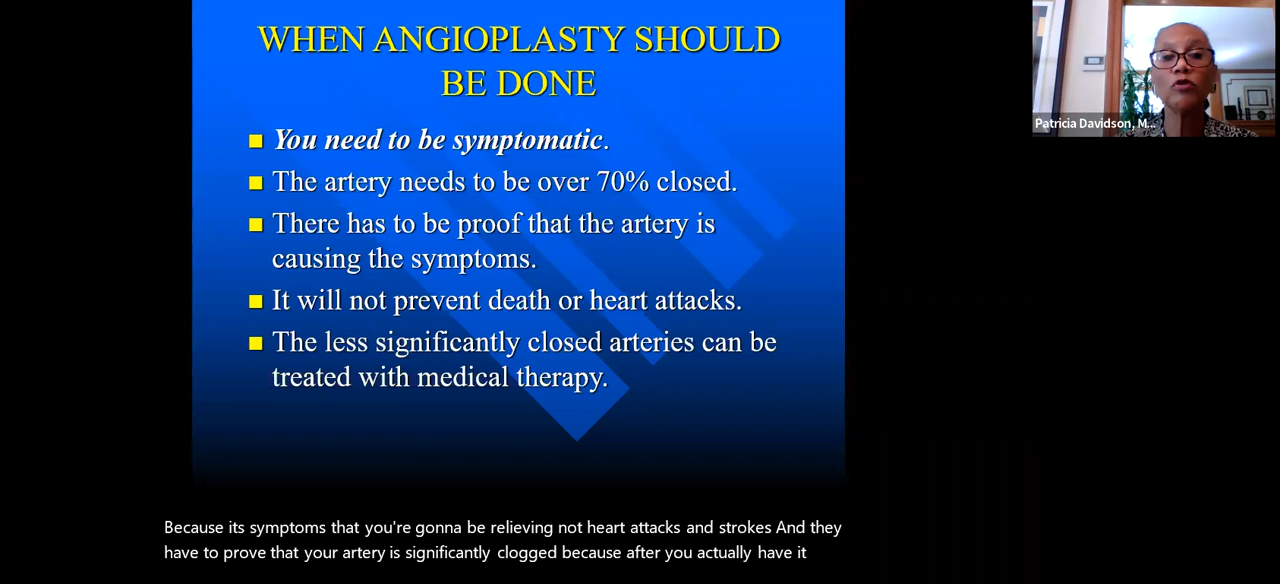 WHEN ANGIOPLASTY SHOULD
BE DONE
You need to be symptomatic.
The artery needs to be over 70% closed.
There has to be proof that the artery is
causing the symptoms.
It will not prevent death or heart attacks.
The less significantly closed arteries can be
treated with medical therapy.
Patricia Davidson, M...
Because its symptoms that you're gonna be relieving not heart attacks and strokes And they
have to prove that your artery is significantly clogged because after you actually have it